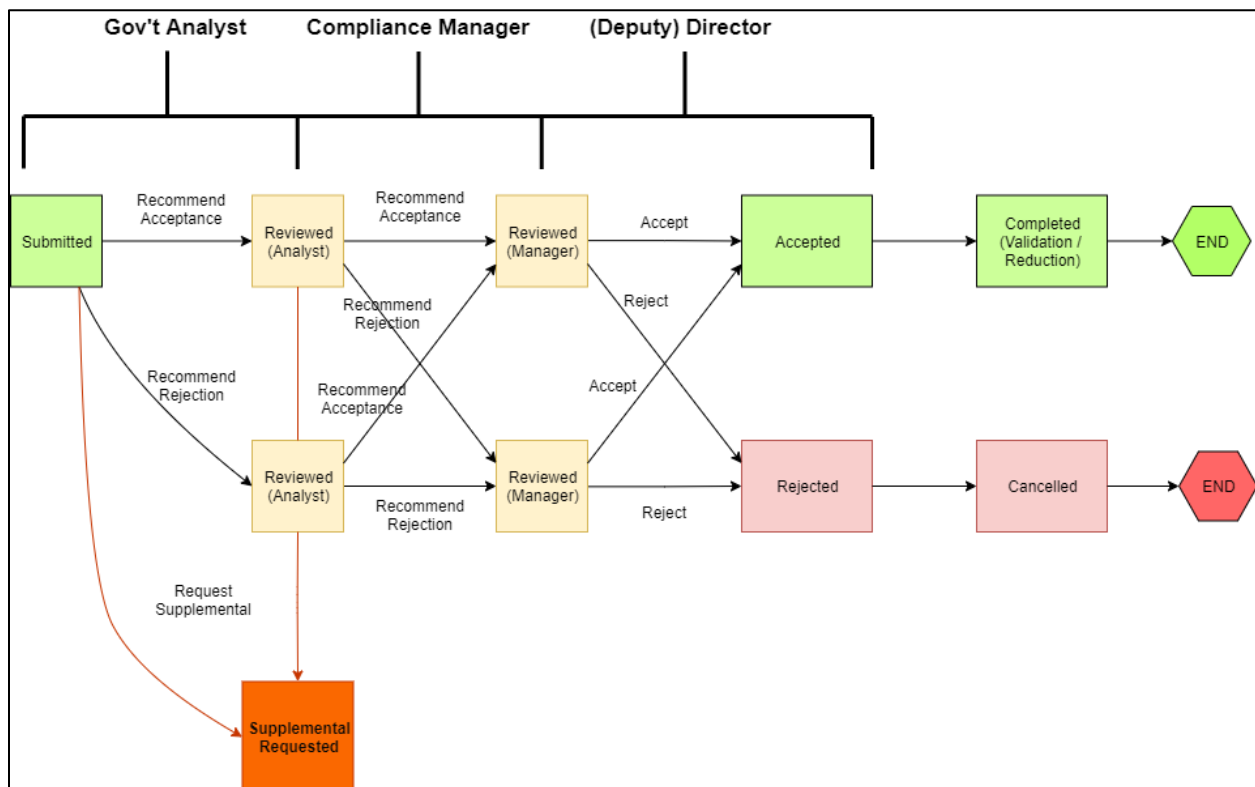 Gov't Analyst
Compliance Manager
(Deputy) Director
Submitted
Recommend
Acceptance
Reviewed
(Analyst)
Recommend
Acceptance
Reviewed
(Manager)
Accept
Accepted
Completed
(Validation /
Reduction)
END
Recommend
Rejection
Reject
Recommend
Rejection
Recommend
Acceptance
Accept
Reviewed
(Analyst)
Recommend
Rejection
Reviewed
(Manager)
Reject
Rejected
Cancelled
END
Request
Supplemental
Supplemental
Requested